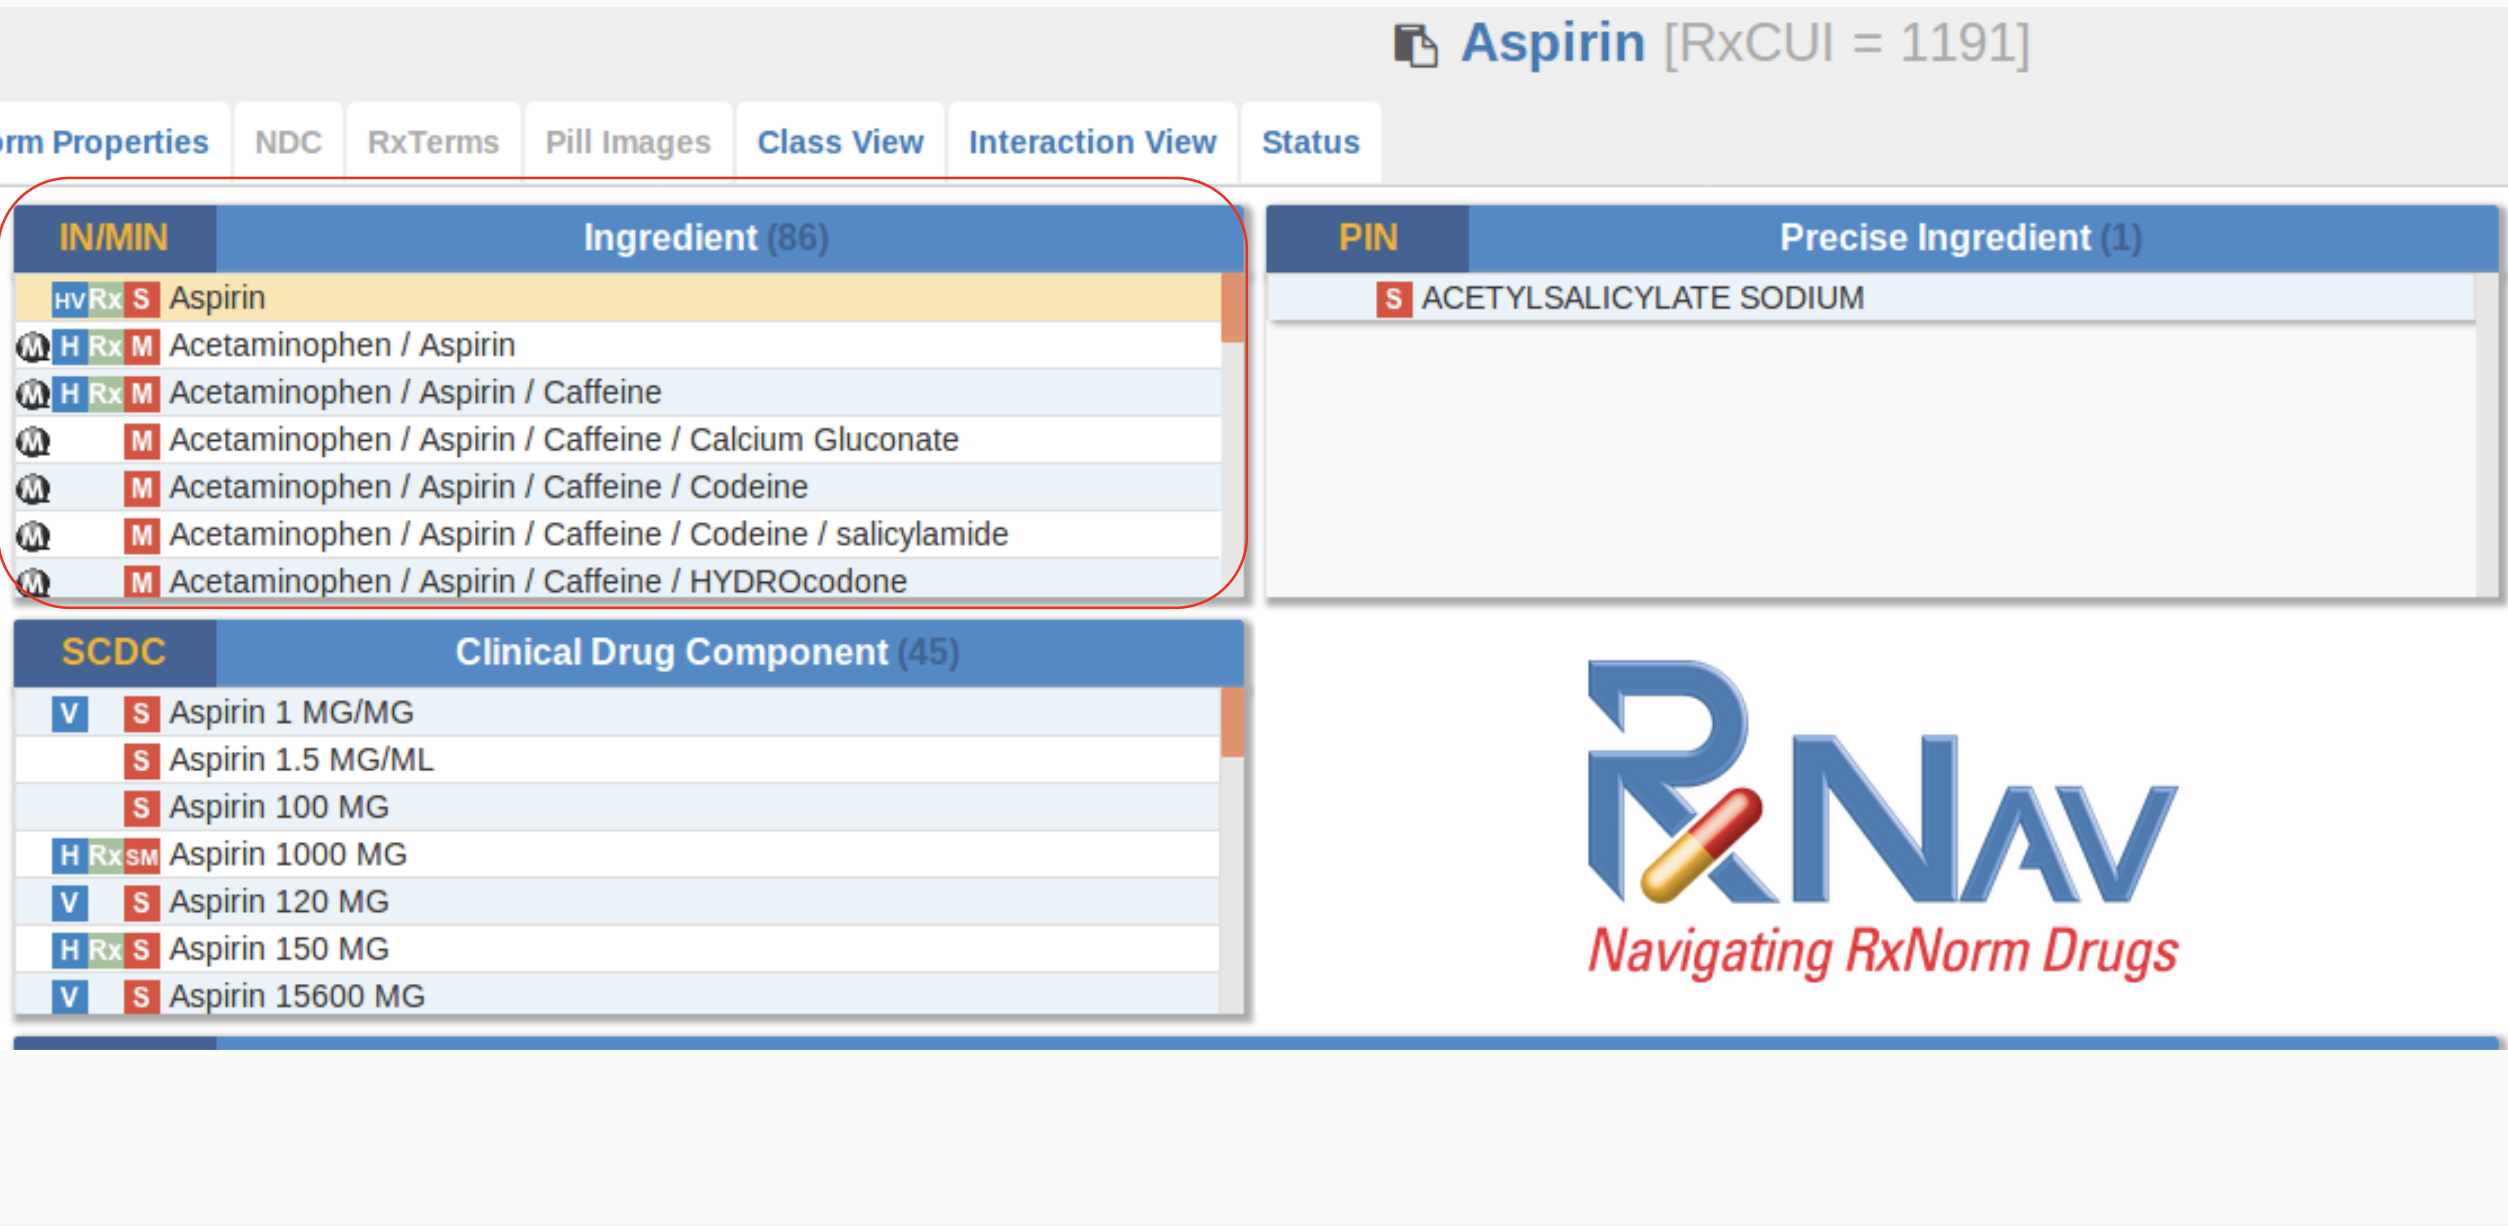 Aspirin [RxCUI = 1191]
rm Properties NDC RxTerms Pill Images Class View Interaction View Status
IN/MIN Ingredient (86)
HV Rx S Aspirin
M H Rx M Acetaminophen / Aspirin
M H Rx M Acetaminophen / Aspirin / Caffeine
M M Acetaminophen / Aspirin / Caffeine / Calcium Gluconate
M M Acetaminophen / Aspirin / Caffeine / Codeine
M M Acetaminophen / Aspirin / Caffeine / Codeine / salicylamide
M M Acetaminophen / Aspirin / Caffeine / HYDROcodone
PIN Precise Ingredient (1)
S ACETYLSALICYLATE SODIUM
SCDC Clinical Drug Component (45)
V S Aspirin 1 MG/MG
S Aspirin 1.5 MG/ML
S Aspirin 100 MG
H Rx SM Aspirin 1000 MG
V S Aspirin 120 MG
H Rx S Aspirin 150 MG
V S Aspirin 15600 MG
RxNav
Navigating RxNorm Drugs